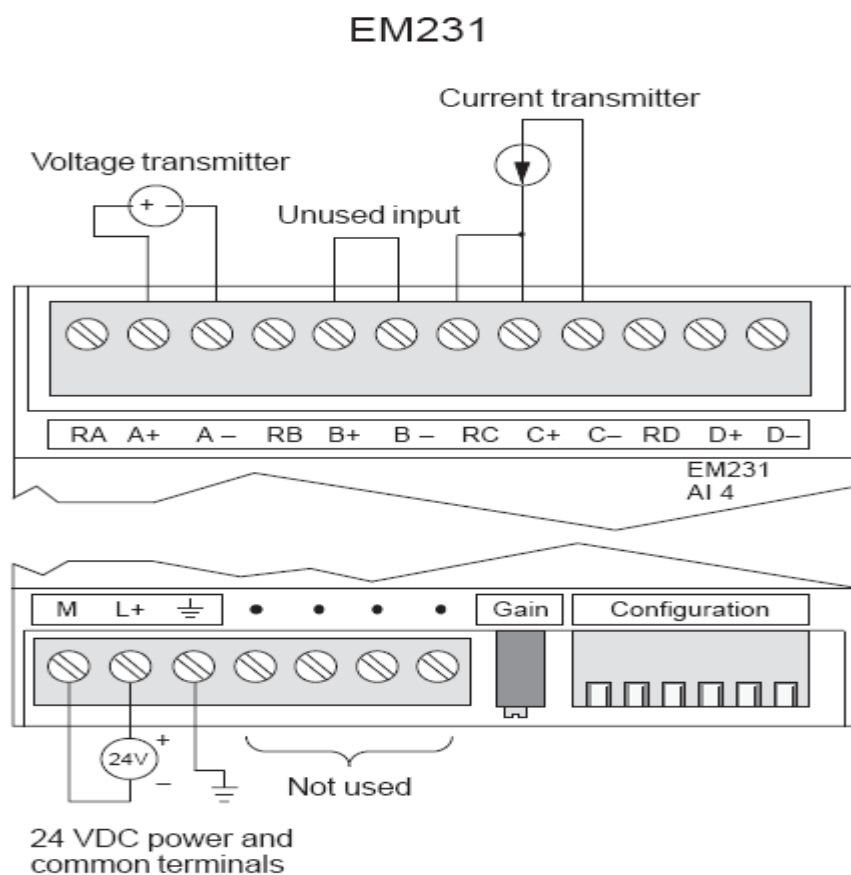 EM231
Current transmitter
Voltage transmitter
+ –
Unused input
RA A+ A – RB B+ B – RC C+ C– RD D+ D–
EM231
AI 4
M L+ Gain Configuration
24V
+
–
Not used
24 VDC power and
common terminals